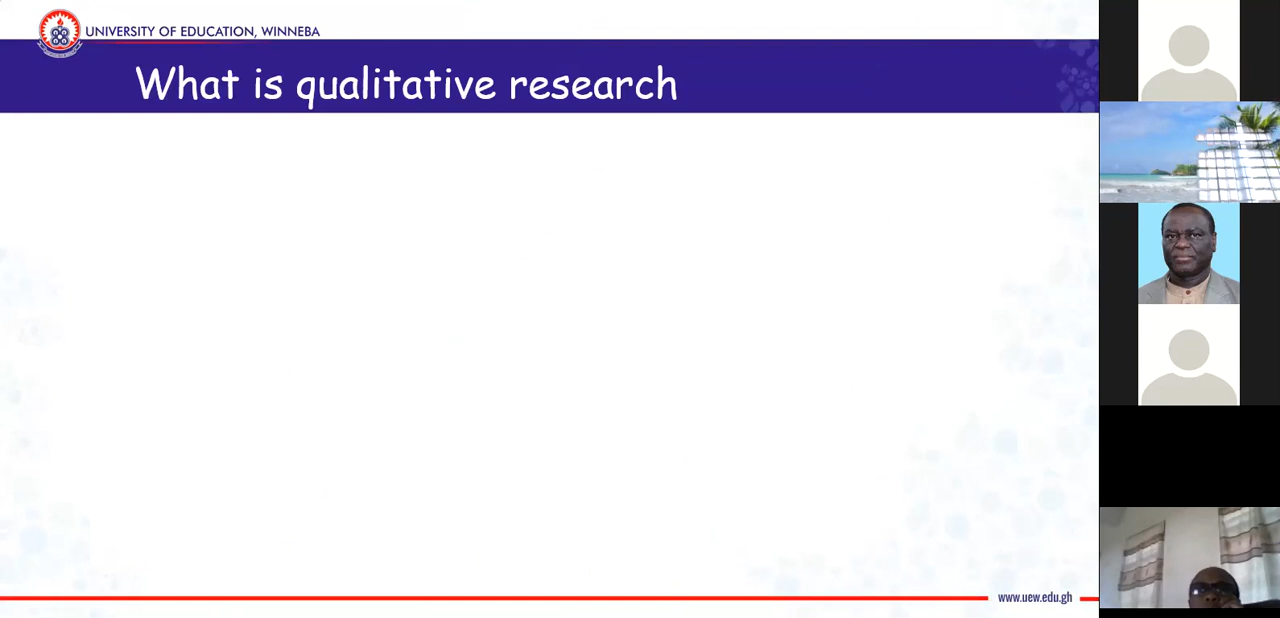 UNIVERSITY OF EDUCATION, WINNEBA
What is qualitative research
www.uew.edu.gh